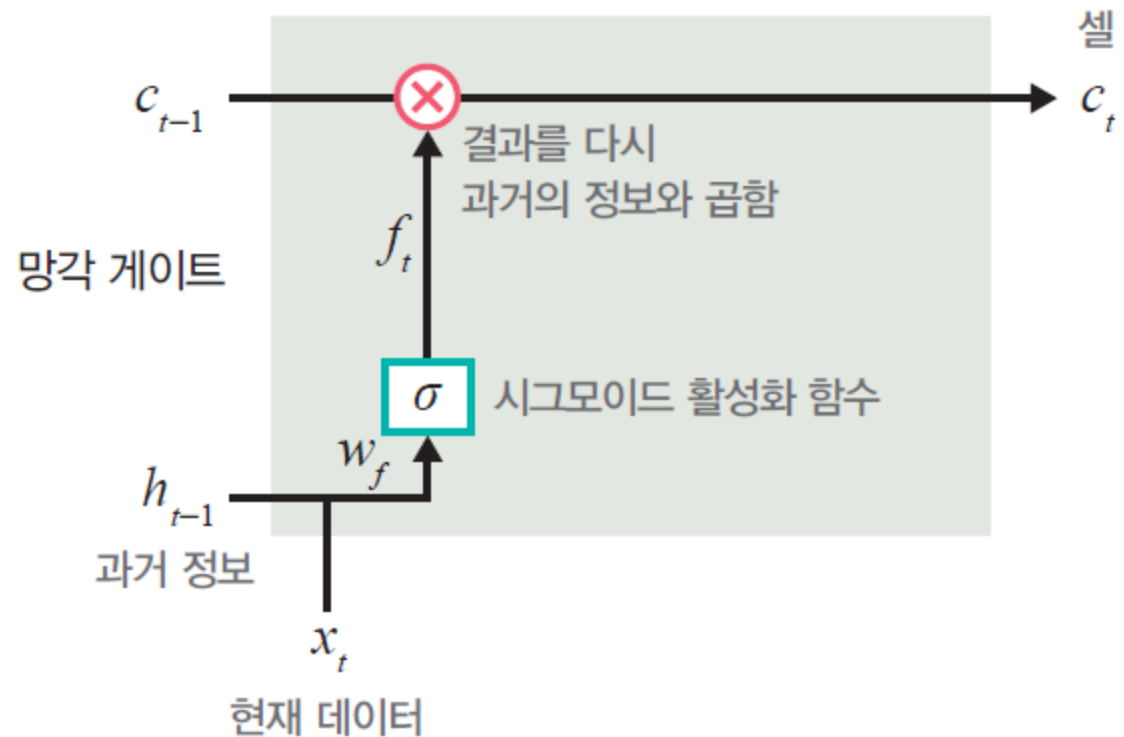 셀
c_{t-1}
c_t
결과를 다시
과거의 정보와 곱함
f_t
망각 게이트
σ
시그모이드 활성화 함수
w_f
h_{t-1}
과거 정보
x_t
현재 데이터